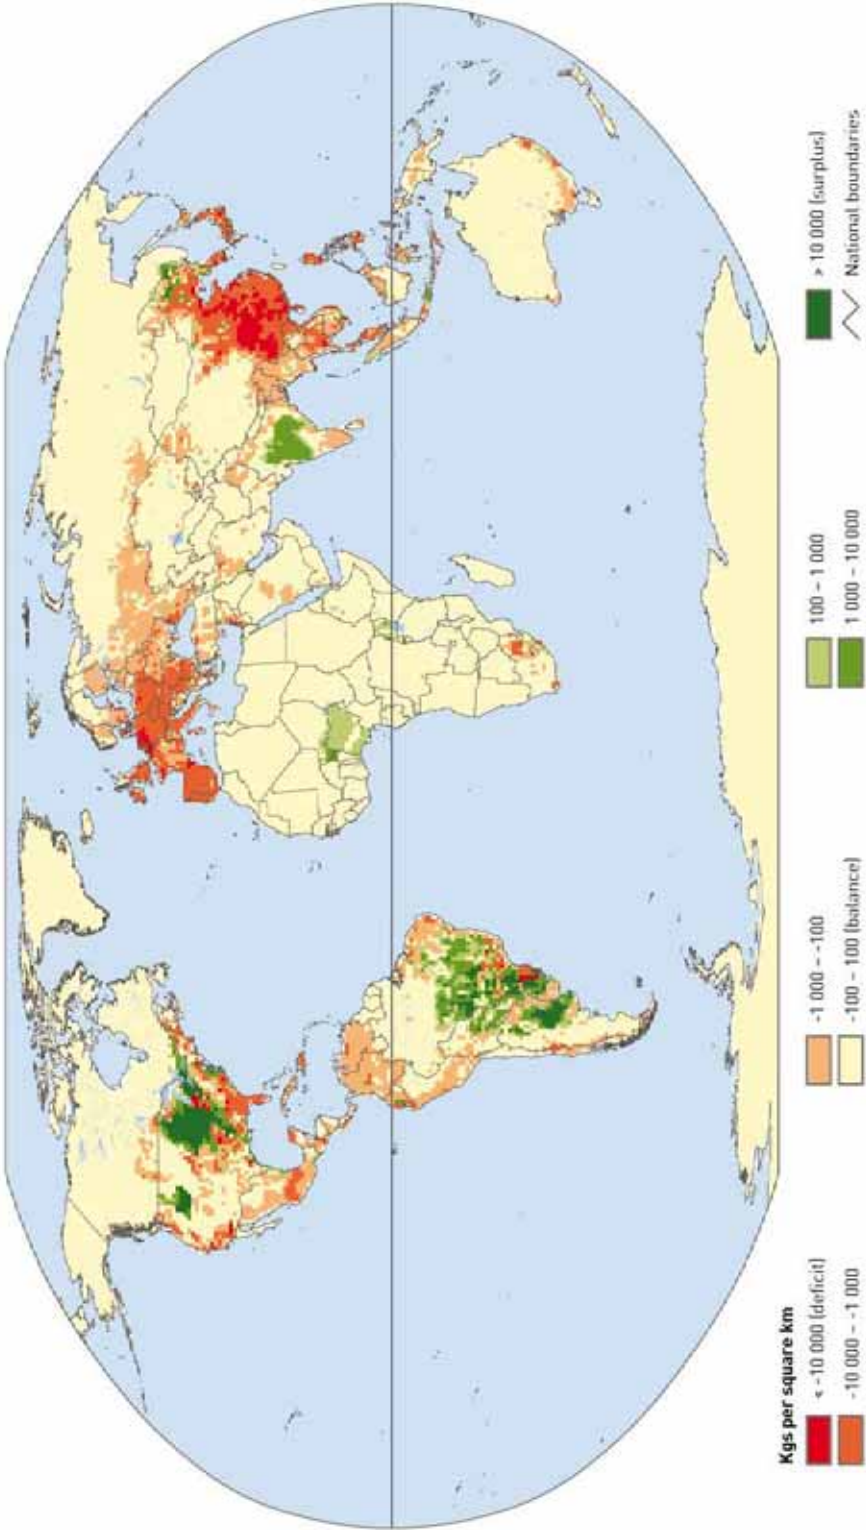 Kgs per square km
< -10 000 (deficit)
-10 000 – -1 000
-1 000 – -100
-100 – 100 (balance)
100 – 1 000
1 000 – 10 000
> 10 000 (surplus)
National boundaries